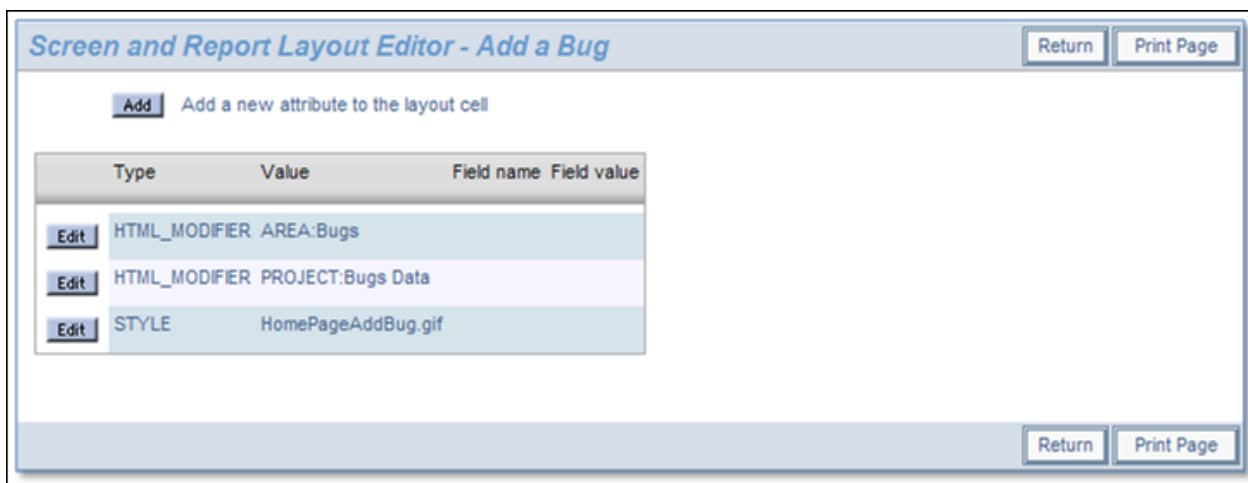 Screen and Report Layout Editor - Add a Bug Return Print Page
Add Add a new attribute to the layout cell
Type Value Field name Field value
Edit HTML_MODIFIER AREA:Bugs
Edit HTML_MODIFIER PROJECT:Bugs Data
Edit STYLE HomePageAddBug.gif
Return Print Page